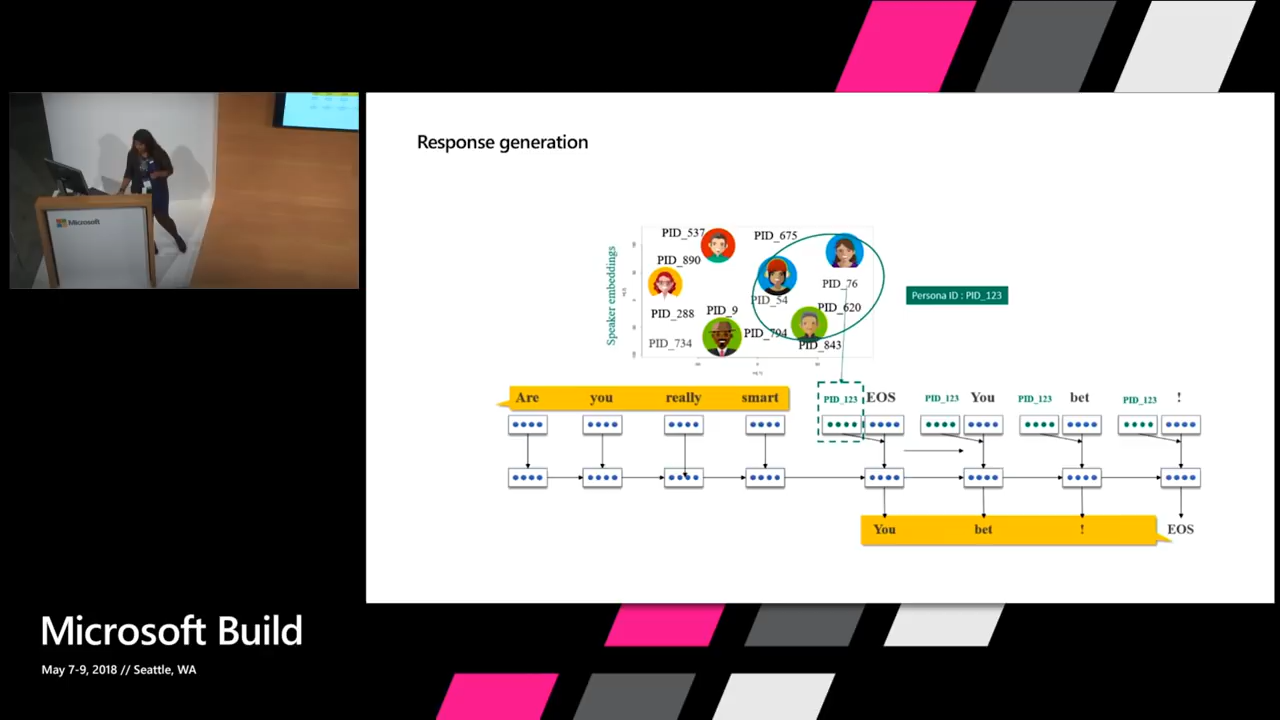 Response generation
Microsoft
Speaker embeddings
PID_537
PID_675
PID_890
PID_76
PID_54
PID_288
PID_9
PID_620
PID_734
PID_794
PID_843
Persona ID : PID_123
Are you really smart
PID_123 EOS PID_123 You PID_123 bet PID_123 !
You bet ! EOS
Microsoft Build
May 7-9, 2018 // Seattle, WA